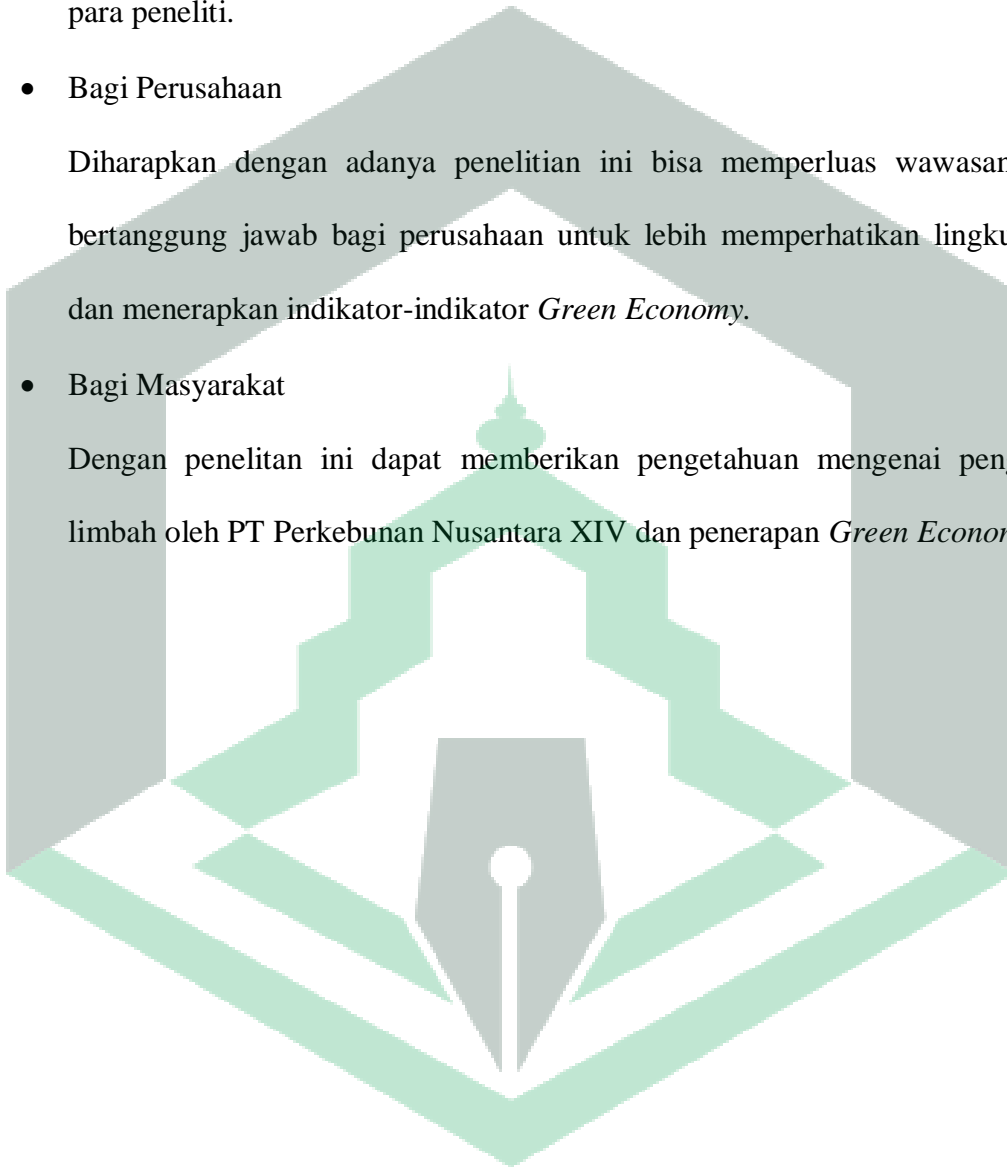 para peneliti.
• Bagi Perusahaan
Diharapkan dengan adanya penelitian ini bisa memperluas wawasan
bertanggung jawab bagi perusahaan untuk lebih memperhatikan
dan menerapkan indikator-indikator Green Economy.
• Bagi Masyarakat
Dengan penelitan ini dapat memberikan pengetahuan mengenai
limbah oleh PT Perkebunan Nusantara XIV dan penerapan Green